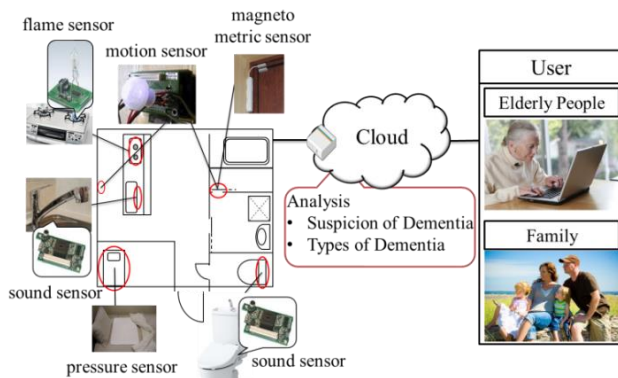 flame sensor
motion sensor
magneto
metric sensor
User
Elderly People
Cloud
Analysis
• Suspicion of Dementia
• Types of Dementia
Family
sound sensor
pressure sensor
sound sensor